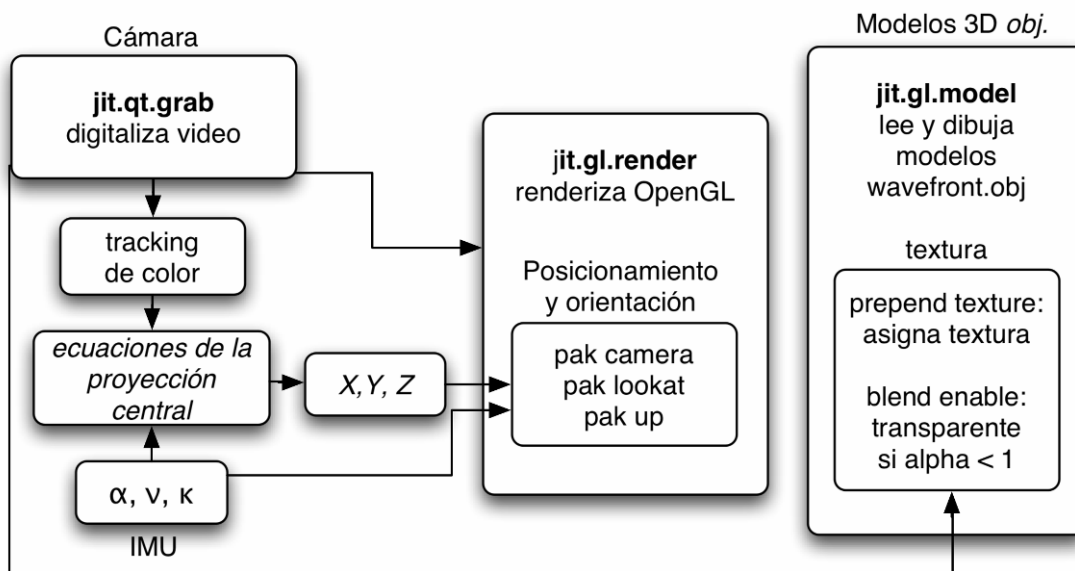 Cámara
jit.qt.grab
digitaliza video
tracking
de color
ecuaciones de la
proyección
central
X,Y, Z
α, ν, κ
IMU
jit.gl.render
renderiza OpenGL
Posicionamiento
y orientación
pak camera
pak lookat
pak up
Modelos 3D obj.
jit.gl.model
lee y dibuja
modelos
wavefront.obj
textura
prepend texture:
asigna textura
blend enable:
transparente
si alpha < 1